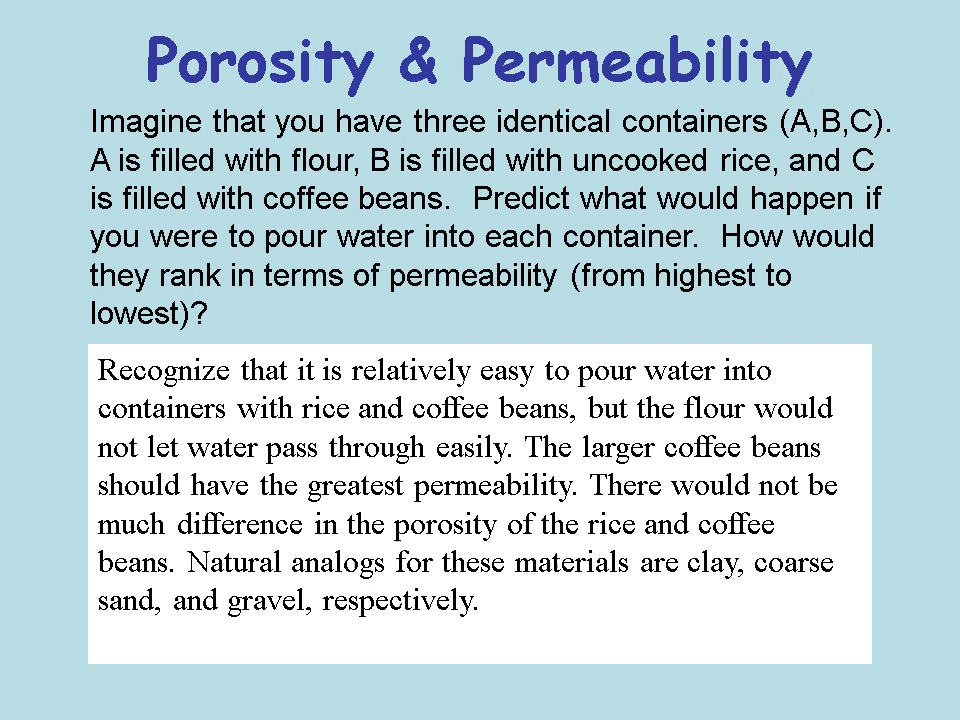 Porosity & Permeability
Imagine that you have three identical containers (A,B,C).
A is filled with flour, B is filled with uncooked rice, and C
is filled with coffee beans.  Predict what would happen if
you were to pour water into each container.  How would
they rank in terms of permeability (from highest to
lowest)?
Recognize that it is relatively easy to pour water into
containers with rice and coffee beans, but the flour would
not let water pass through easily. The larger coffee beans
should have the greatest permeability. There would not be
much difference in the porosity of the rice and coffee
beans. Natural analogs for these materials are clay, coarse
sand, and gravel, respectively.